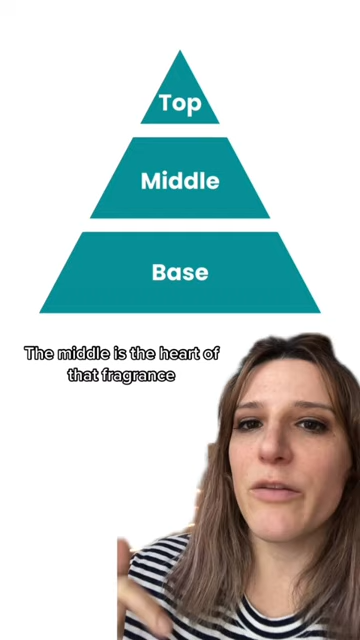 Top
Middle
Base
The middle is the heart of
that fragrance